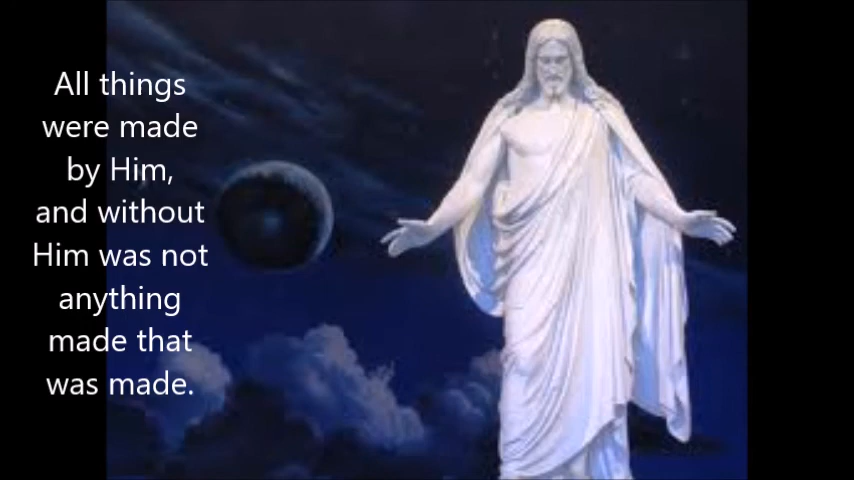 All things
were made
by Him,
and without
Him was not
anything
made that
was made.